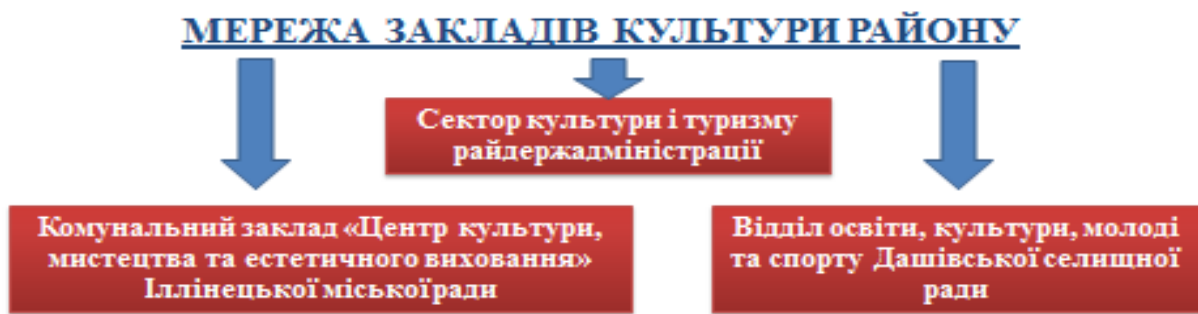 МЕРЕЖА ЗАКЛАДІВ КУЛЬТУРИ РАЙОНУ
Сектор культури і туризму
райдержадміністрації
Комунальний заклад «Центр культури,
мистецтва та естетичного виховання»
Іллінецької міської ради
Відділ освіти, культури, молоді
та спорту Дашівської селищної
ради